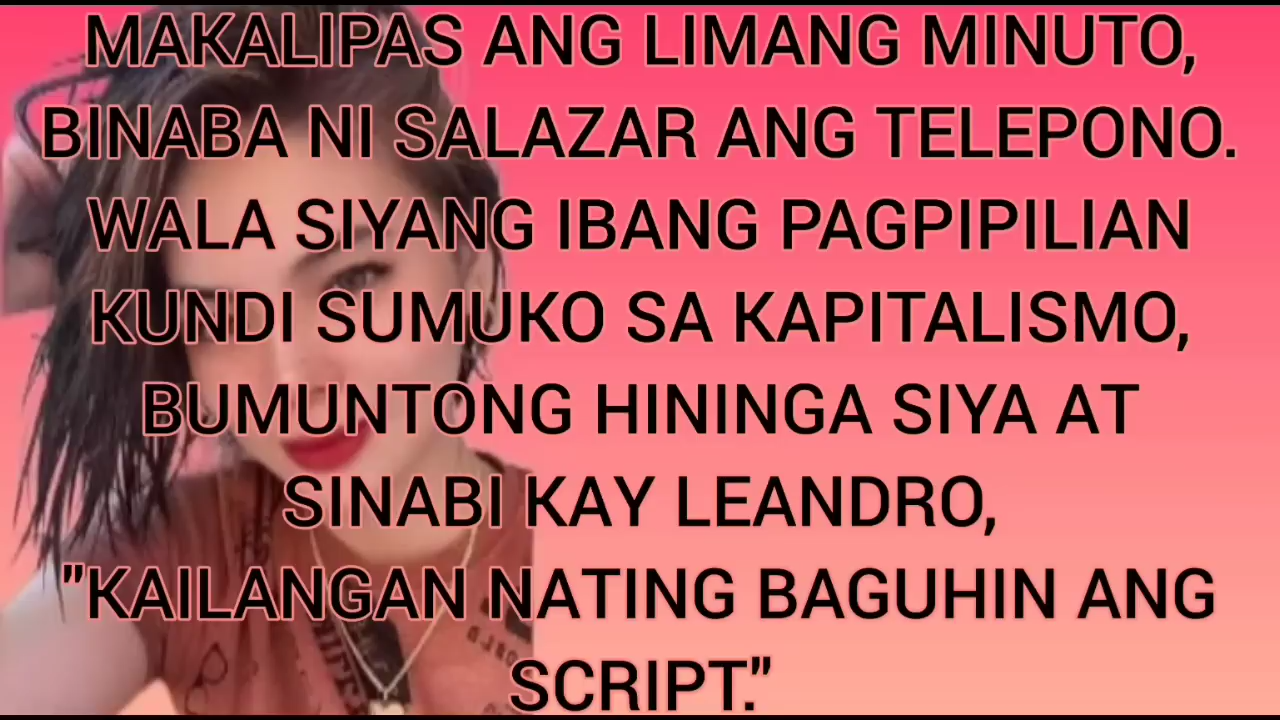 MAKALIPAS ANG LIMANG MINUTO,
BINABA NI SALAZAR ANG TELEPONO.
WALA SIYANG IBANG PAGPIPILIAN
KUNDI SUMUKO SA KAPITALISMO,
BUMUNTONG HININGA SIYA AT
SINABI KAY LEANDRO,
"KAILANGAN NATING BAGUHIN ANG
SCRIPT."